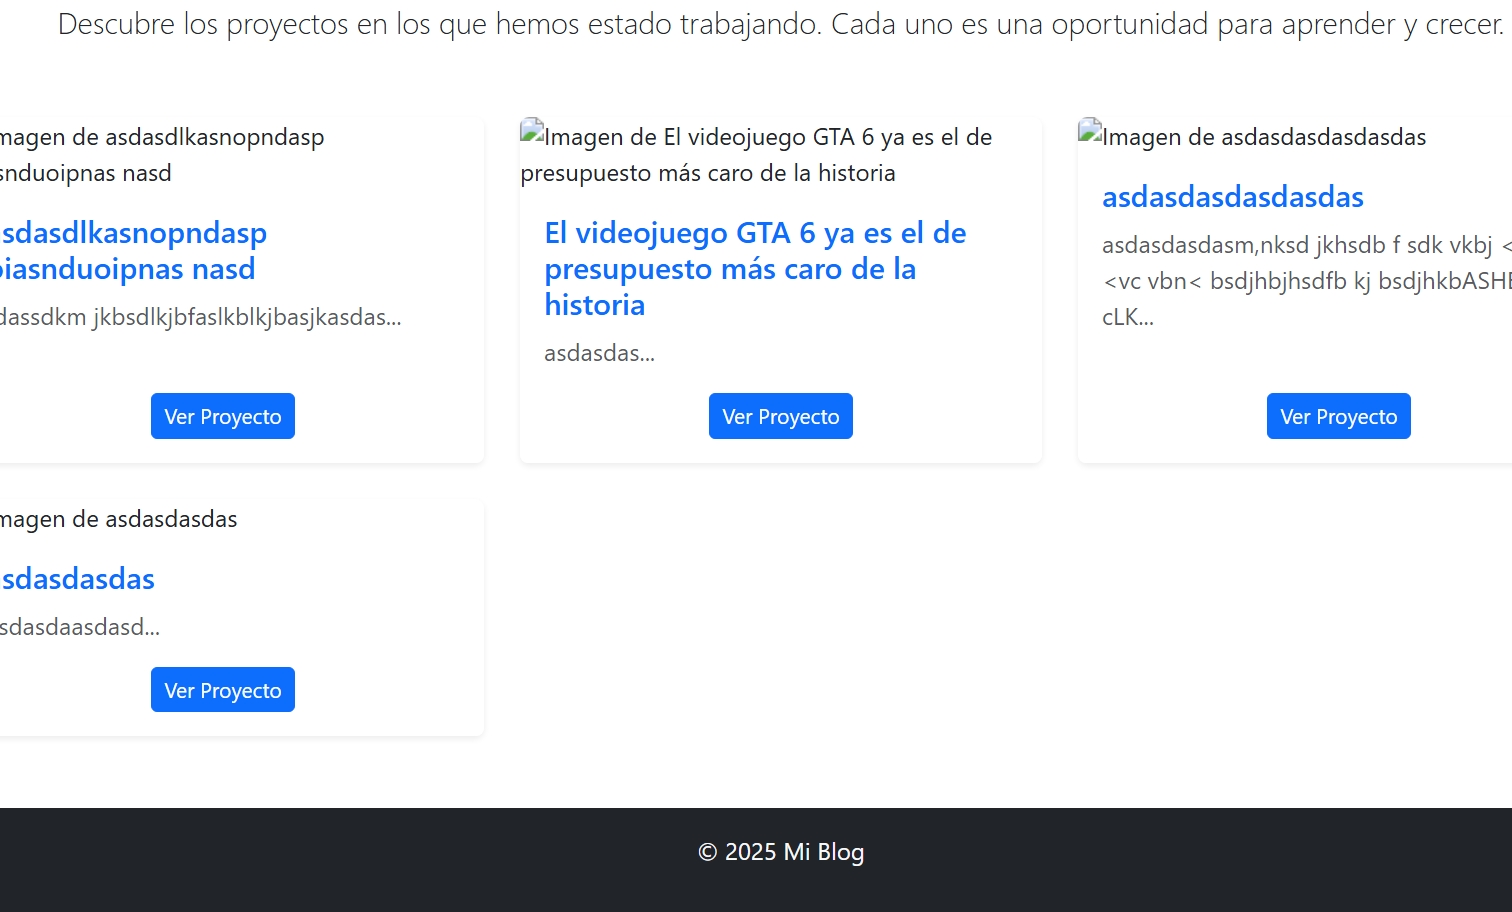 Descubre los proyectos en los que hemos estado trabajando. Cada uno es una oportunidad para aprender y crecer.
magen de asdasdlkasnopndasp
snduoipnas nasd
sdasdlkasnopndasp
oiasnduoipnas nasd
dassdkm jkbsdlkjbfaslkblkjbasjkasdas...
Ver Proyecto
Imagen de El videojuego GTA 6 ya es el de
presupuesto más caro de la historia
El videojuego GTA 6 ya es el de
presupuesto más caro de la
historia
asdasdas...
Ver Proyecto
Imagen de asdasdasdasdasdas
asdasdasdasdasdas
asdasdasdasm,nksd jkhsdb f sdk vkbj <
<vc vbn< bsdjhbjhsdfb kj bsdjhkbASHB
cLK...
Ver Proyecto
magen de asdasdasdas
sdasdasdas
sdasdaasdasd...
Ver Proyecto
© 2025 Mi Blog